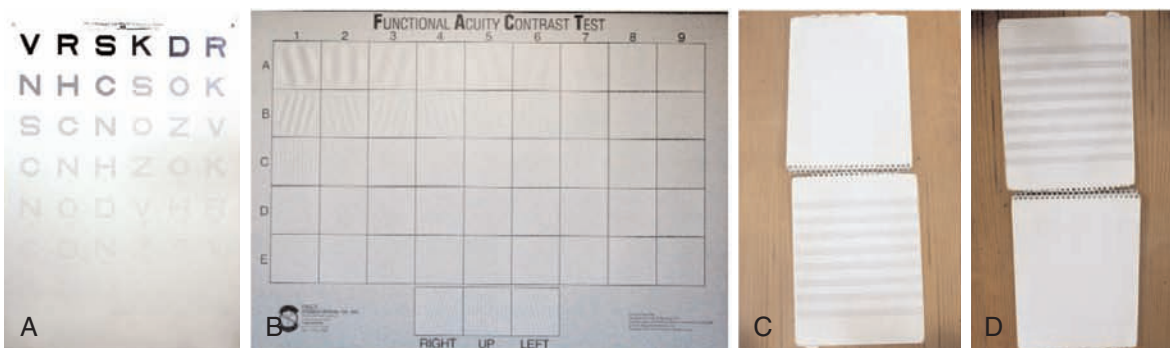 V R S K D R
N H C S O K
S C N O Z V
C N H Z O K
N O D V H R
C D N
A
FUNCTIONAL ACUITY CONTRAST TEST
1 2 3 4 5 6 7 8 9
A
B
C
D
E
RIGHT UP LEFT
B
C
D